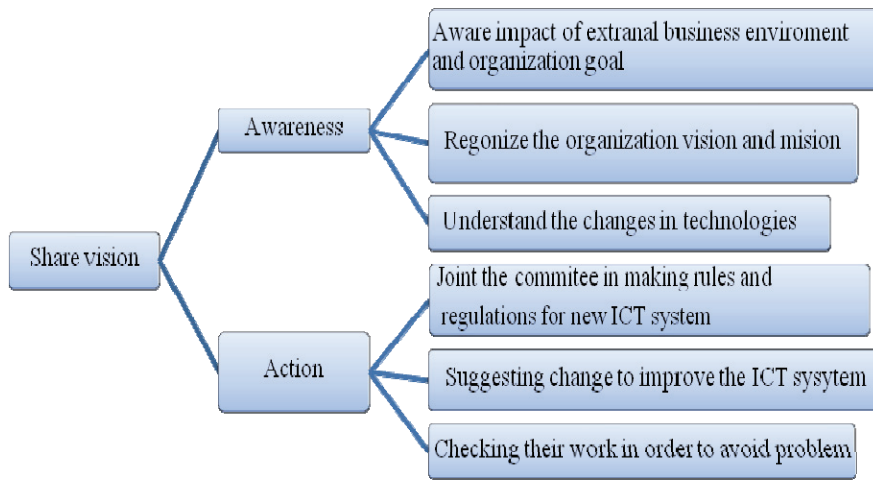 Share vision
Awareness
Aware impact of extranal business enviroment
and organization goal
Regonize the organization vision and mision
Understand the changes in technologies
Action
Joint the commitee in making rules and
regulations for new ICT system
Suggesting change to improve the ICT sysytem
Checking their work in order to avoid problem